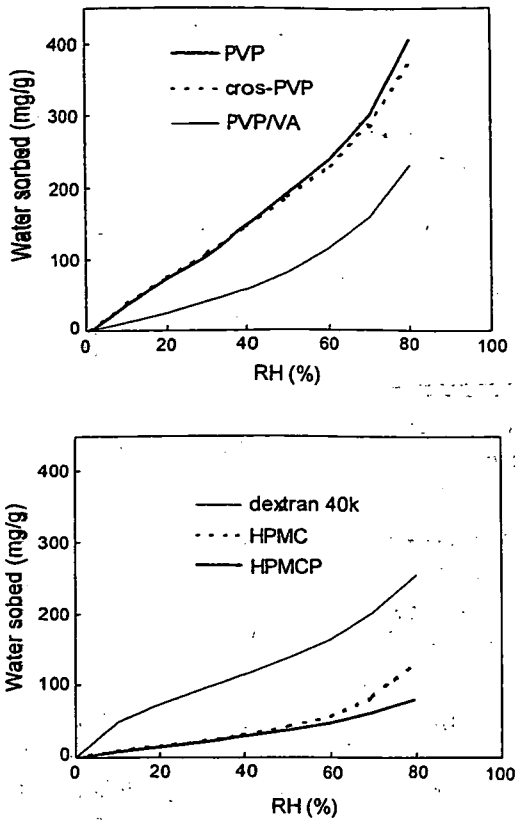 400
300
200
100
0
Water sorbed (mg/g)
PVP
cros-PVP
PVP/VA
0 20 40 60 80 100
RH (%)
400
300
200
100
0
Water sobed (mg/g)
dextran 40k
HPMC
HPMCP
0 20 40 60 80 100
RH (%)